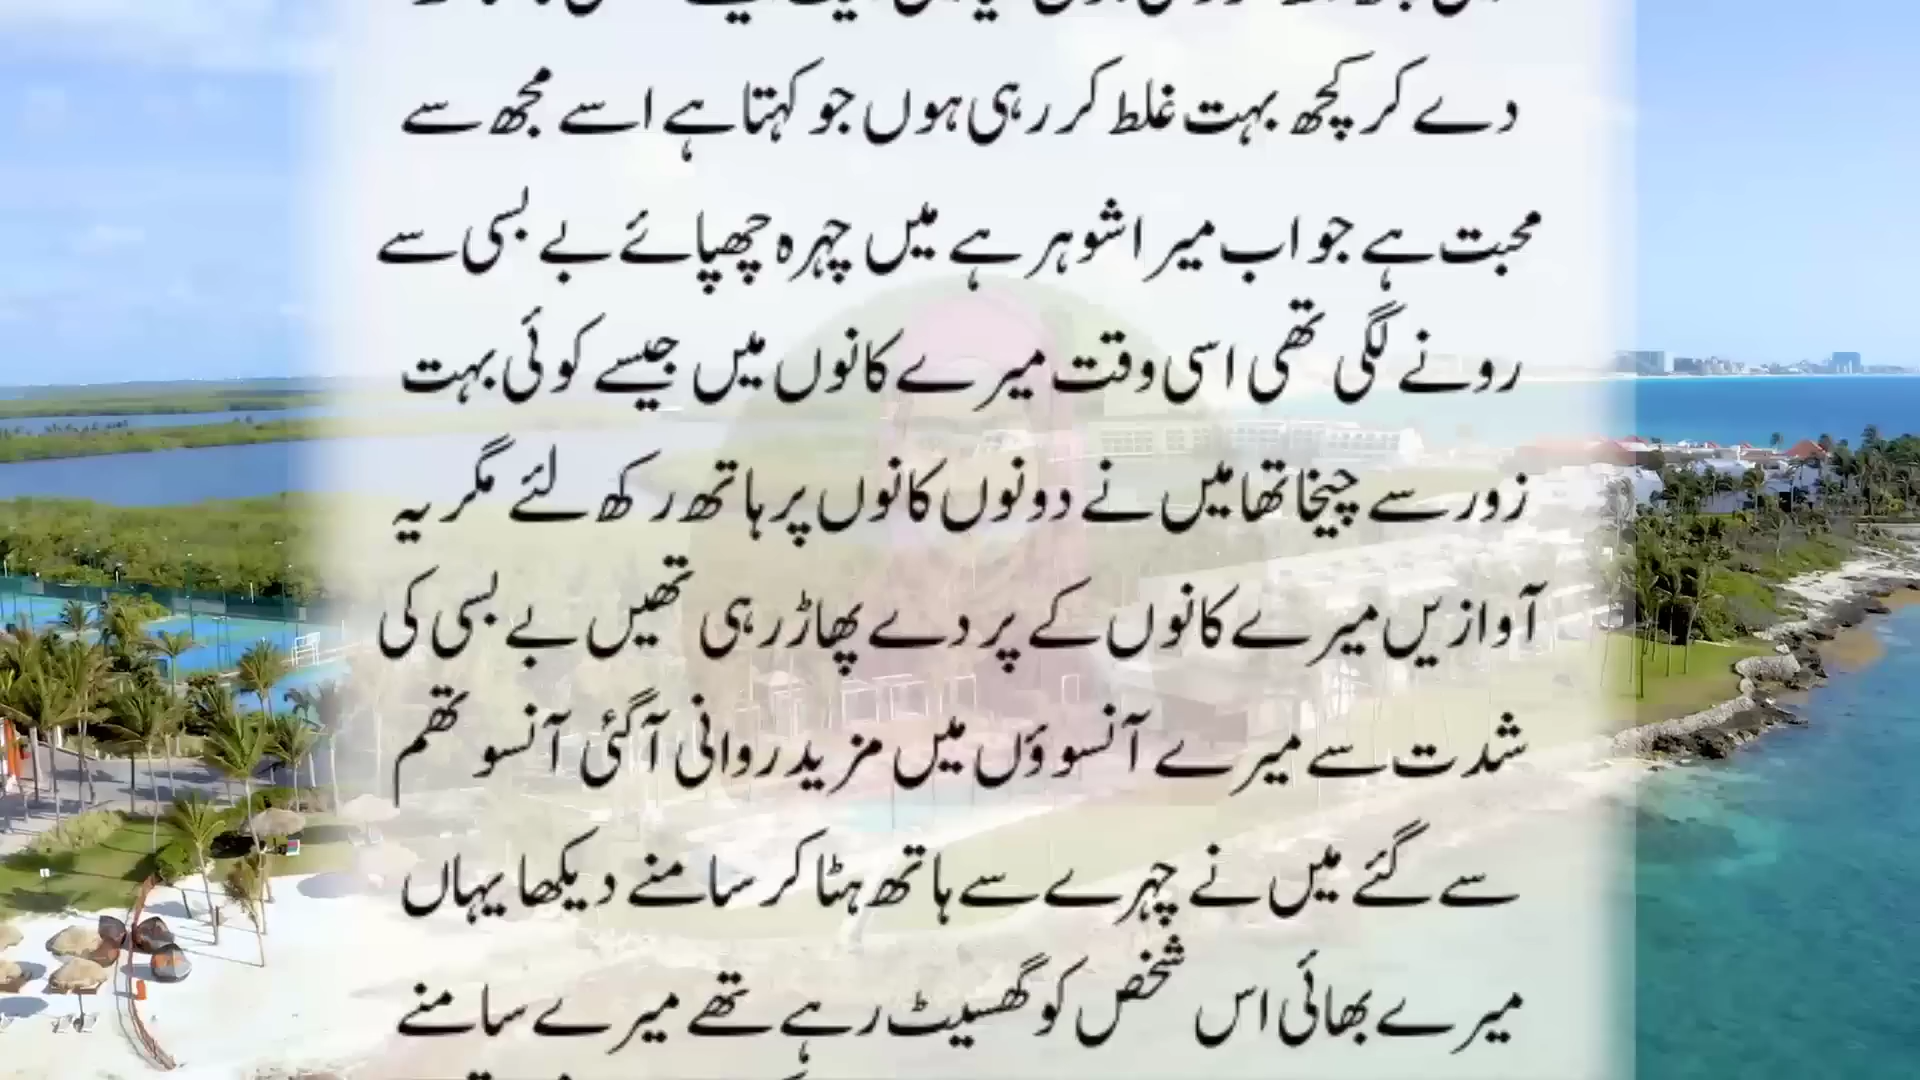 دے کر کچھ بہت غلط کر رہی ہوں جو کہتا ہے اسے مجھ سے
محبت ہے جو اب میرا شوہر ہے میں چہرہ چھپائے بے بسی سے
رونے لگی تھی اسی وقت میرے کانوں میں جیسے کوئی بہت
زور سے چیخا تھا میں نے دونوں کانوں پر ہاتھ رکھ لئے مگر یہ
آوازیں میرے کانوں کے پردے پھاڑ رہی تھیں بے بسی کی
شدت سے میرے آنسوؤں میں مزید روانی آگئی آنسو تھم
سے گئے میں نے چہرے سے ہاتھ ہٹا کر سامنے دیکھا یہاں
میرے بھائی اس شخص کو گھسیٹ رہے تھے میرے سامنے